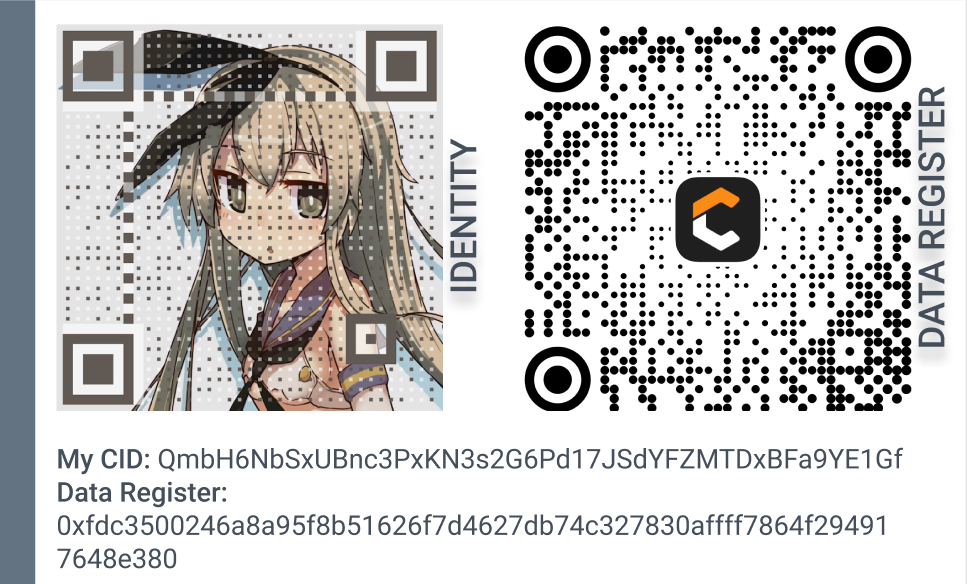 IDENTITY
DATA REGISTER
My CID: QmbH6NbSxUBnc3PxKN3s2G6Pd17JSdYFZMTDxBFa9YE1Gf
Data Register:
0xfdc3500246a8a95f8b51626f7d4627db74c327830affff7864f29491
7648e380